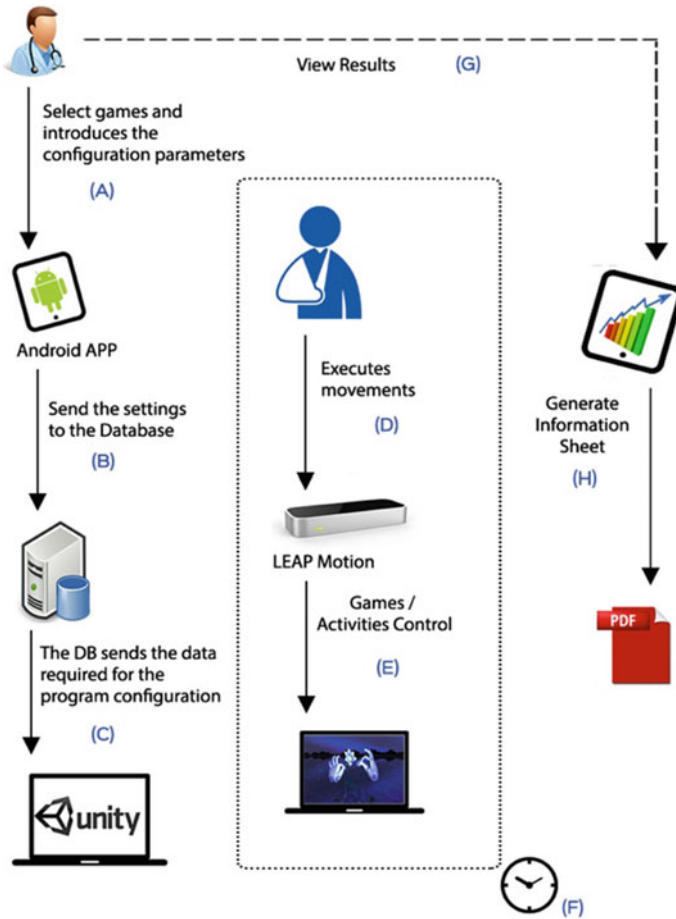 View Results
(G)
Select games and
introduces the
configuration parameters
(A)
Android APP
Send the settings
to the Database
(B)
The DB sends the data
required for the
program configuration
(C)
unity
Executes
movements
(D)
LEAP Motion
Games /
Activities Control
(E)
(F)
Generate
Information
Sheet
(H)
PDF